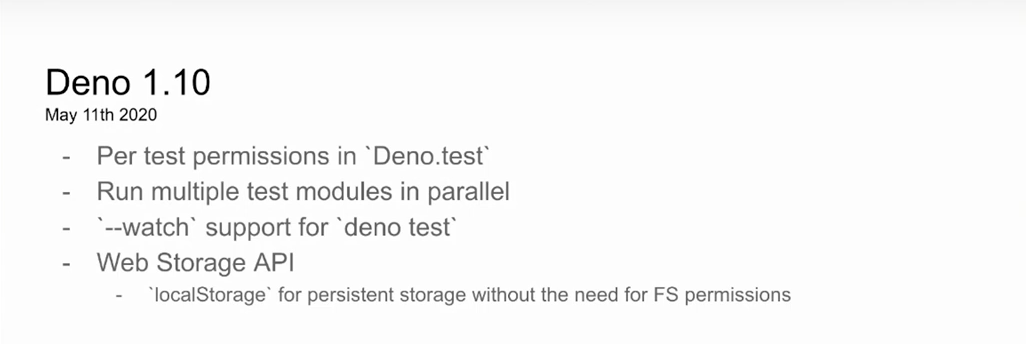 Deno 1.10
May 11th 2020
- Per test permissions in `Deno.test`
- Run multiple test modules in parallel
- `--watch` support for `deno test`
- Web Storage API
- `localStorage` for persistent storage without the need for FS permissions